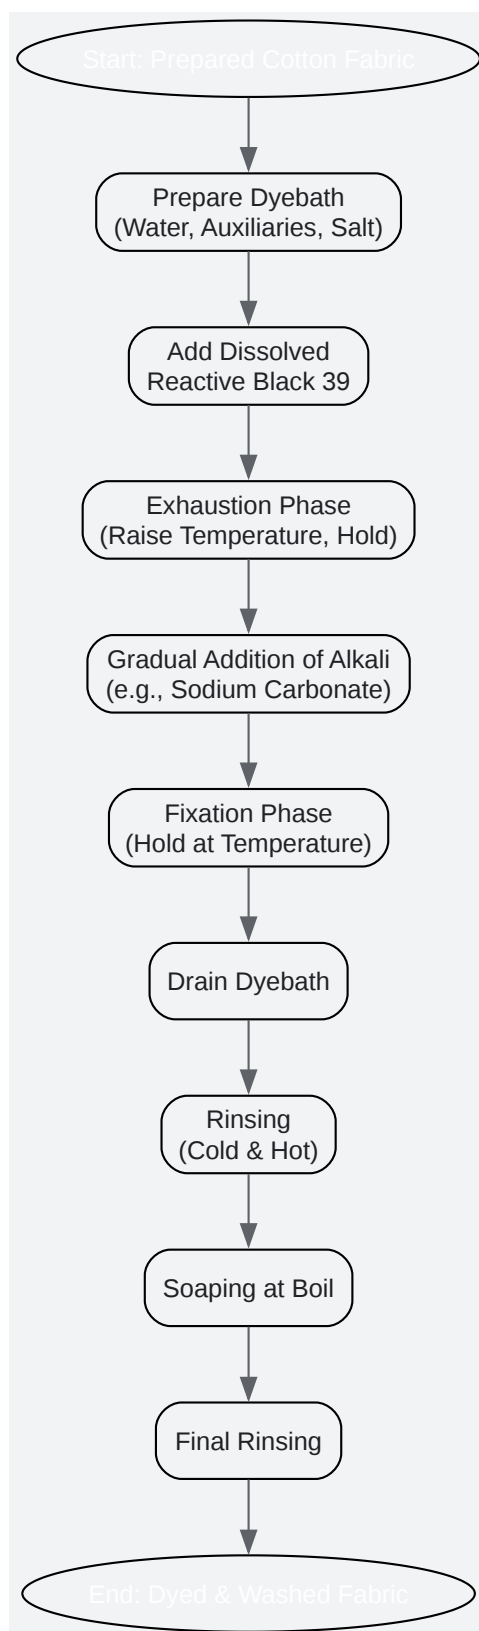 Start: Prepared Cotton Fabric
Prepare Dyebath
(Water, Auxiliaries, Salt)
Add Dissolved
Reactive Black 39
Exhaustion Phase
(Raise Temperature, Hold)
Gradual Addition of Alkali
(e.g., Sodium Carbonate)
Fixation Phase
(Hold at Temperature)
Drain Dyebath
Rinsing
(Cold & Hot)
Soaping at Boil
Final Rinsing
End: Dyed & Washed Fabric